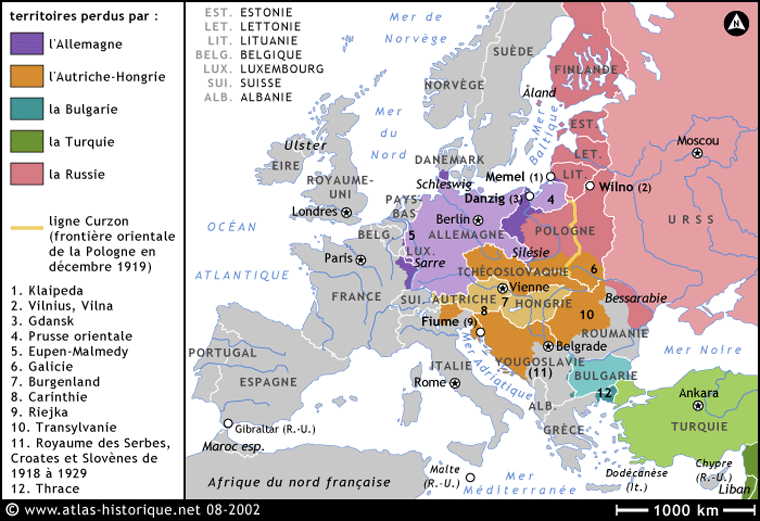 territoires perdus par :
l'Allemagne
l'Autriche-Hongrie
la Bulgarie
la Turquie
la Russie
ligne Curzon
(frontière orientale
de la Pologne en
décembre 1919)
1. Klaipeda
2. Vilnius, Vilna
3. Gdansk
4. Prusse orientale
5. Eupen-Malmedy
6. Galicie
7. Burgenland
8. Carinthie
9. Riejka
10. Transylvanie
11. Royaume des Serbes,
Croates et Slovènes de
1918 à 1929
12. Thrace
EST. ESTONIE
LET. LETTONIE
LIT. LITUANIE
BELG. BELGIQUE
LUX. LUXEMBOURG
SUI. SUISSE
ALB. ALBANIE
Mer de
Norvège
N
SUÈDE
FINLANDE
NORVÈGE
Åland
Mer
du
Nord
Mer
Baltique
EST.
LET.
LIT.
Moscou
Ulster
EIRE
DANEMARK
Schleswig
Memel (1)
Wilno (2)
ROYAUME-
UNI
Londres
PAYS-
BAS
Danzig (3)
4
Berlin
ALLEMAGNE
POLOGNE
URSS
OCÉAN
ATLANTIQUE
5
BELG.
LUX.
Sarre
Silésie
Paris
TCHÉCOSLOVAQUIE
6
Vienne
FRANCE
SUI.
AUTRICHE
7
HONGRIE
8
Bessarabie
Fiume (9)
10
ROUMANIE
Belgrade
YOUGOSLAVIE
(11)
Mer Adriatique
Mer Noire
PORTUGAL
ESPAGNE
ITALIE
Rome
BULGARIE
12
Ankara
TURQUIE
ALB.
GRÈCE
Gibraltar (R.-U.)
Maroc esp.
Afrique du nord française
Malte
(R.-U.)
Mer
Méditerranée
Dodécanèse
(It.)
Chypre
(R.-U.)
Liban
© www.atlas-historique.net 08-2002
1000 km